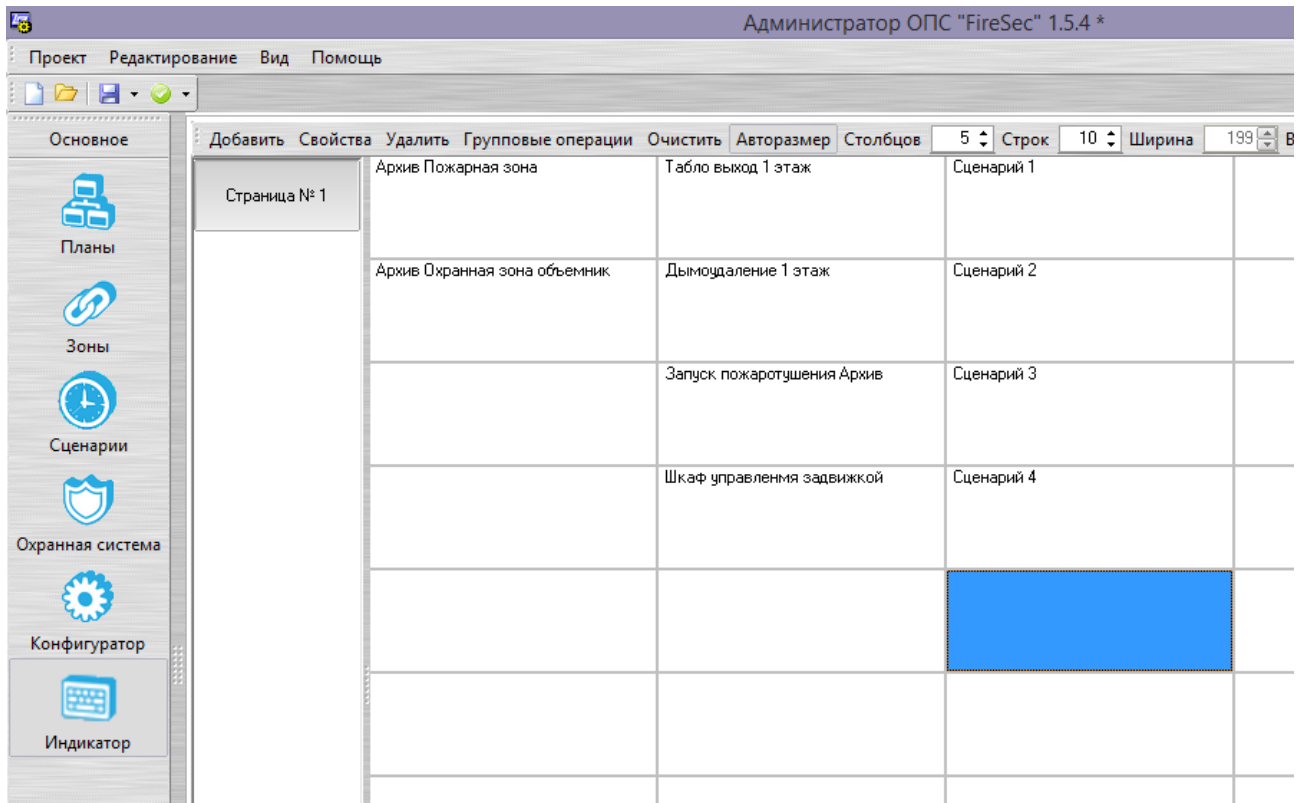 Администратор ОПС "FireSec" 1.5.4 *
Проект Редактирование Вид Помощь
Основное
Добавить Свойства Удалить Групповые операции Очистить Авторазмер Столбцов 5 Строк 10 Ширина 199 В
Страница № 1
Архив Пожарная зона Табло выход 1 этаж Сценарий 1
Планы
Архив Охранная зона объемник Дымоудаление 1 этаж Сценарий 2
Зоны
Запуск пожаротушения Архив Сценарий 3
Сценарии
Шкаф управленмя задвижкой Сценарий 4
Охранная система
Конфигуратор
Индикатор